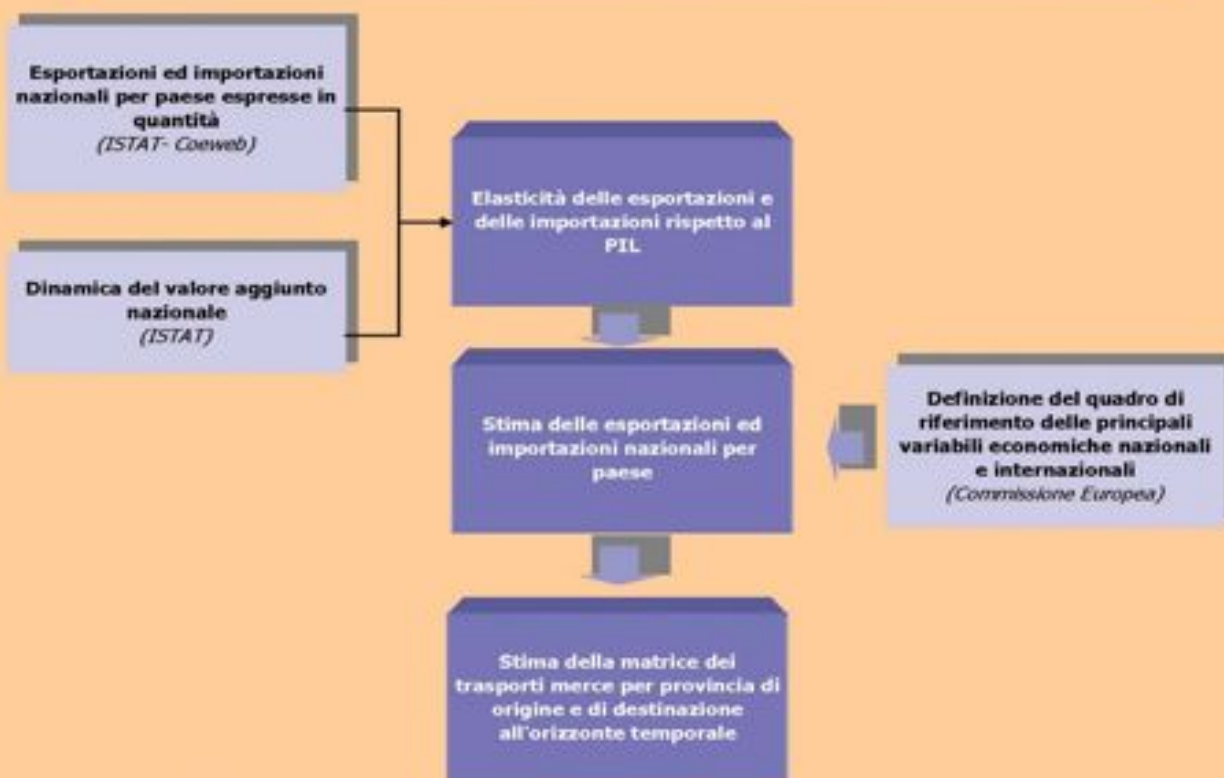 Esportazioni ed importazioni
nazionali per paese espresse in
quantità
(ISTAT- Coeweb)
Dinamica del valore aggiunto
nazionale
(ISTAT)
Elasticità delle esportazioni e
delle importazioni rispetto al
PIL
Stima delle esportazioni ed
importazioni nazionali per
paese
Definizione del quadro di
riferimento delle principali
variabili economiche nazionali
e internazionali
(Commissione Europea)
Stima della matrice dei
trasporti merce per provincia di
origine e di destinazione
all'orizzonte temporale